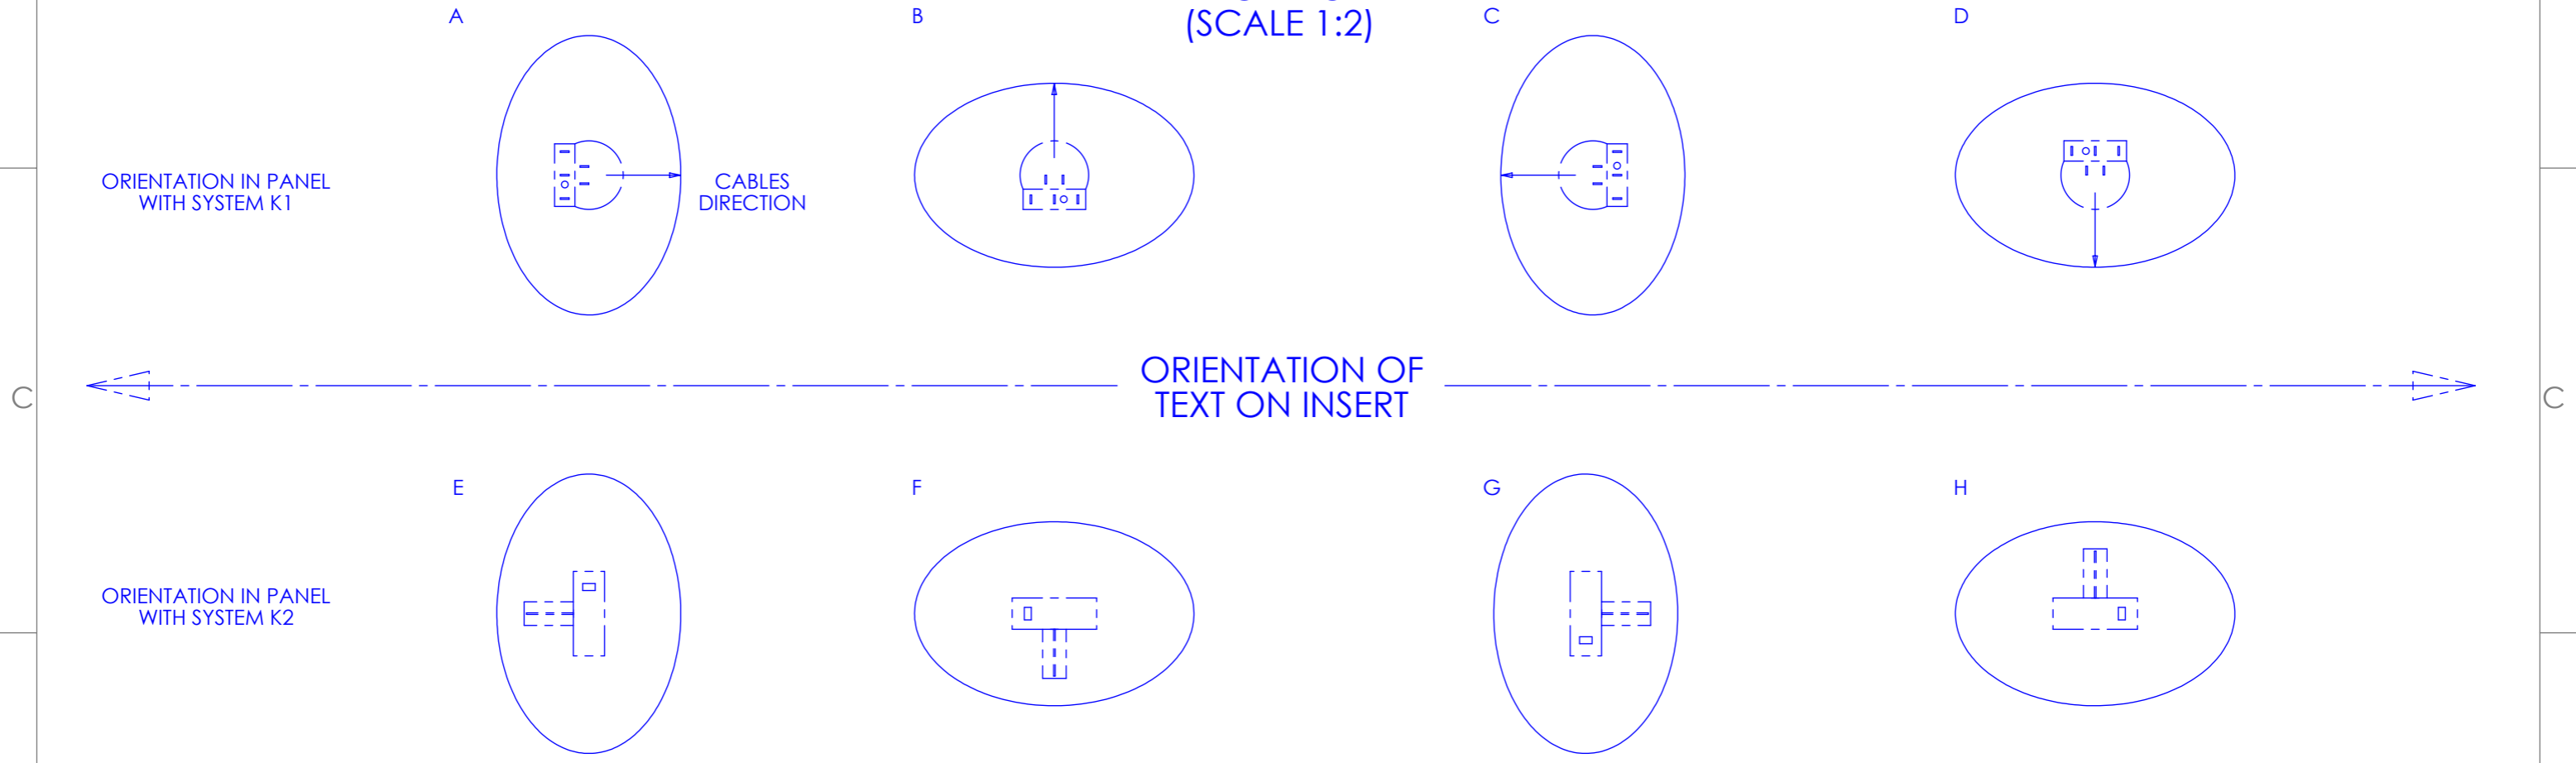 A
B
(SCALE 1:2)
C
D
ORIENTATION IN PANEL
WITH SYSTEM K1
CABLES
DIRECTION
ORIENTATION OF
TEXT ON INSERT
C
C
E
F
G
H
ORIENTATION IN PANEL
WITH SYSTEM K2